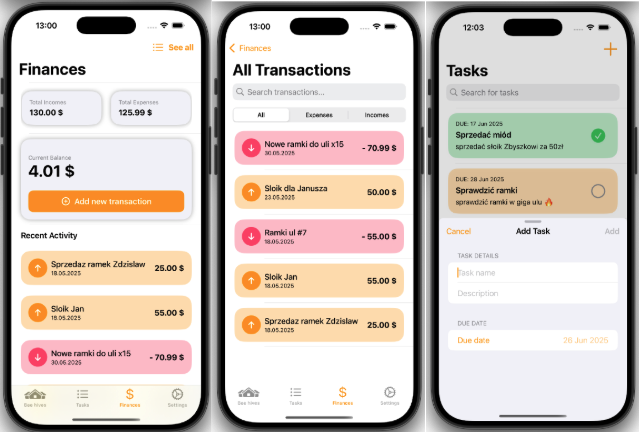 13:00
See all
Finances
Total Incomes
130.00 $
Total Expenses
125.99 $
Current Balance
4.01 $
Add new transaction
Recent Activity
Sprzedaz ramek Zdzislaw
18.05.2025
25.00 $
Sloik Jan
18.05.2025
55.00 $
Nowe ramki do uli x15
30.05.2025
- 70.99 $
Bee hives
Tasks
Finances
Settings
13:00
Finances
All Transactions
Search transactions...
All
Expenses
Incomes
Nowe ramki do uli x15
30.05.2025
- 70.99 $
Sloik dla Janusza
23.05.2025
50.00 $
Ramki ul #7
18.05.2025
- 55.00 $
Sloik Jan
18.05.2025
55.00 $
Sprzedaz ramek Zdzislaw
18.05.2025
25.00 $
Bee hives
Tasks
Finances
Settings
12:03
Tasks
Search for tasks
DUE: 17 Jun 2025
Sprzedać miód
sprzedać słoik Zbyszkowi za 50zł
DUE: 28 Jun 2025
Sprawdzić ramki
sprawdzić ramki w giga ulu 🔥
Cancel
Add Task
Add
TASK DETAILS
Task name
Description
DUE DATE
Due date
26 Jun 2025